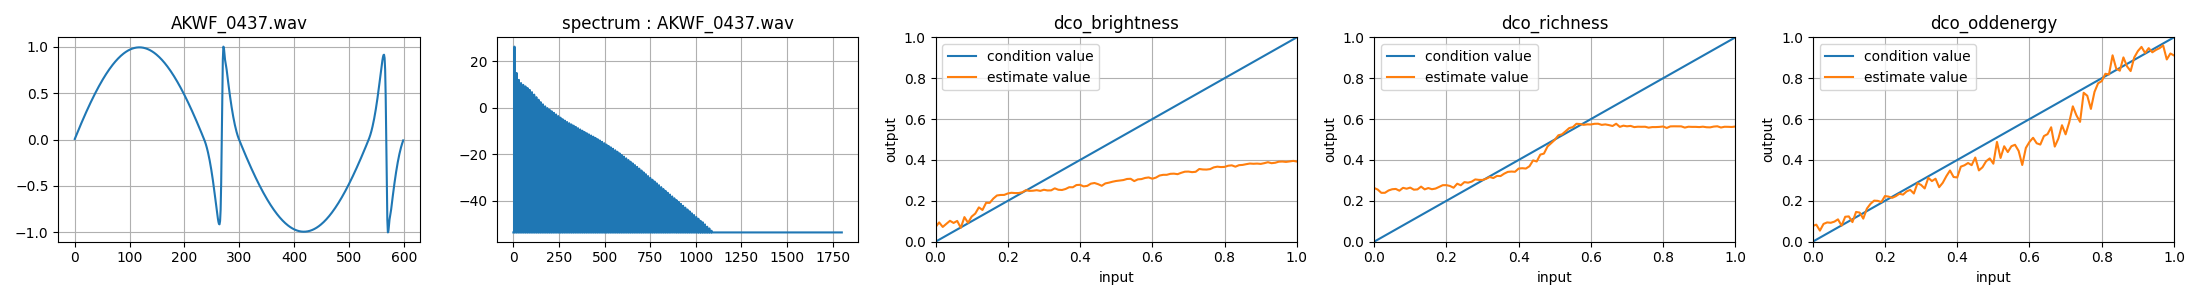 AKWF_0437.wav
1.0
0.5
0.0
−0.5
−1.0
0 100 200 300 400 500 600
spectrum : AKWF_0437.wav
20
0
−20
−40
0 250 500 750 1000 1250 1500 1750
dco_brightness
condition value
estimate value
output
1.0
0.8
0.6
0.4
0.2
0.0
0.0 0.2 0.4 0.6 0.8 1.0
input
dco_richness
condition value
estimate value
output
1.0
0.8
0.6
0.4
0.2
0.0
0.0 0.2 0.4 0.6 0.8 1.0
input
dco_oddenergy
condition value
estimate value
output
1.0
0.8
0.6
0.4
0.2
0.0
0.0 0.2 0.4 0.6 0.8 1.0
input